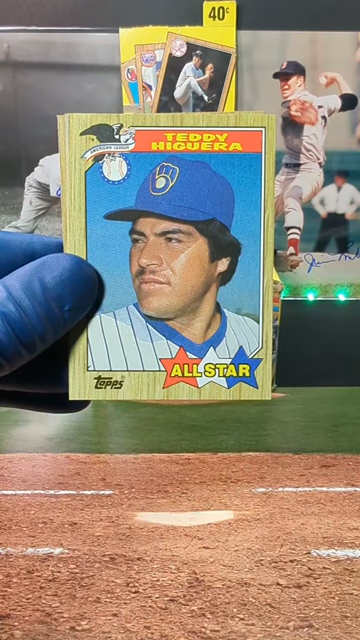 40¢
AMERICAN LEAGUE
TEDDY
HIGUERA
ALL STAR
Topps